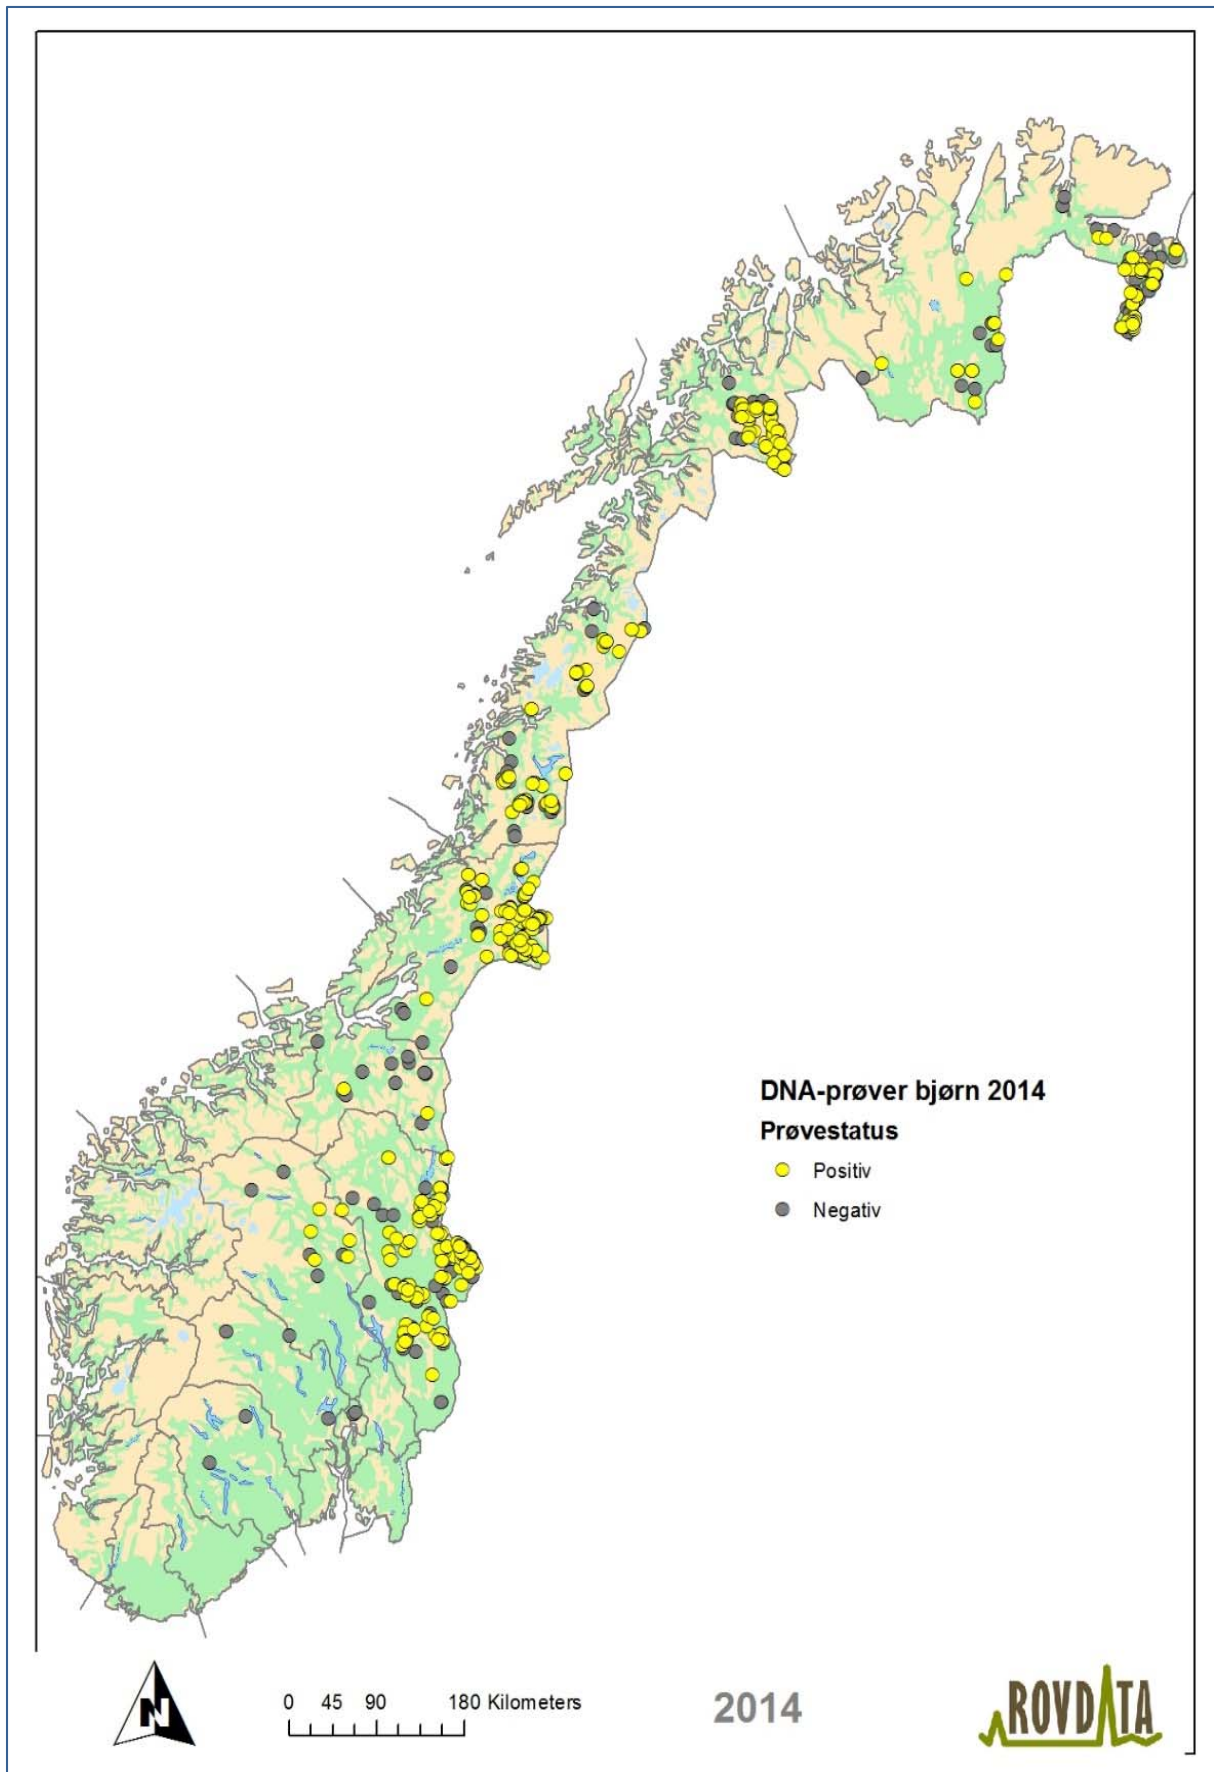 DNA-prøver bjørn 2014
Prøvestatus
Positiv
Negativ
N
0 45 90 180 Kilometers
2014
ROVDATA